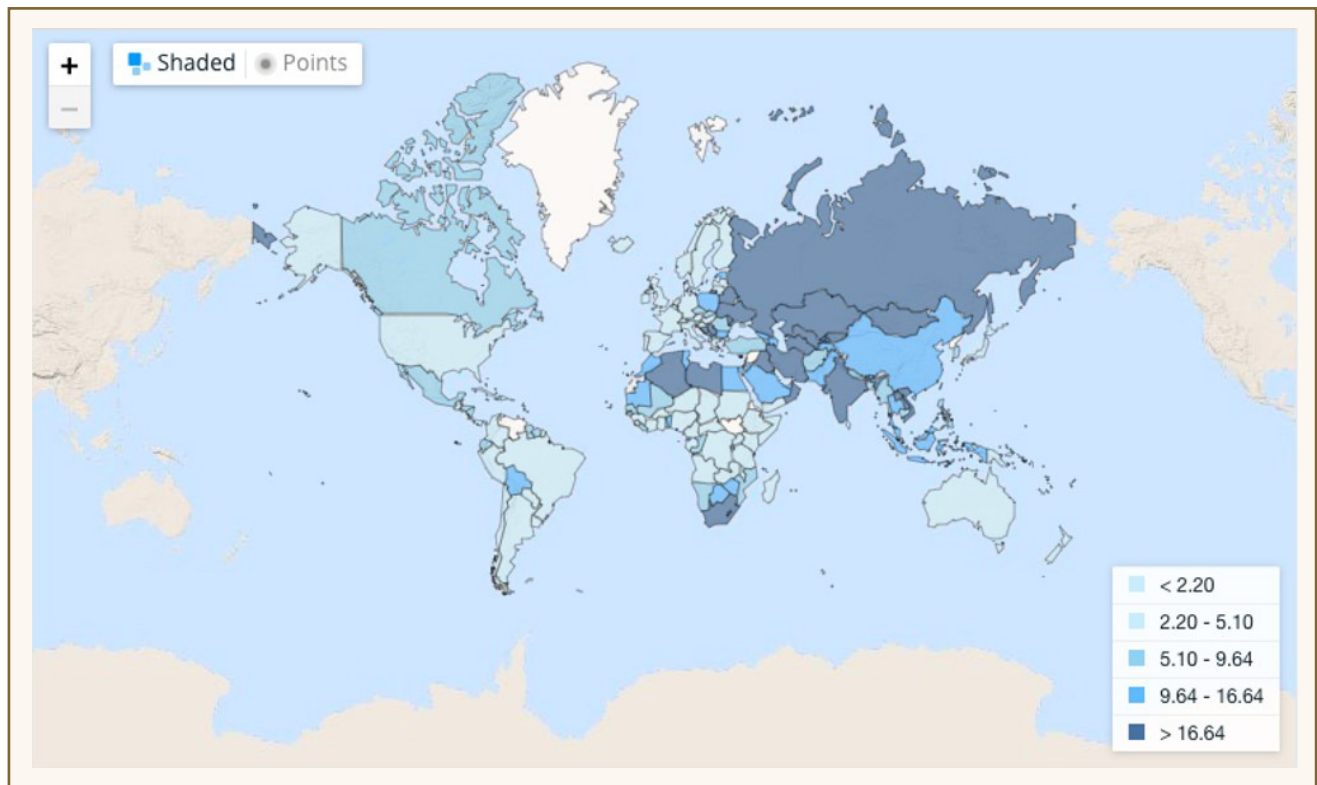 +
Shaded
Points
−
< 2.20
2.20 - 5.10
5.10 - 9.64
9.64 - 16.64
> 16.64